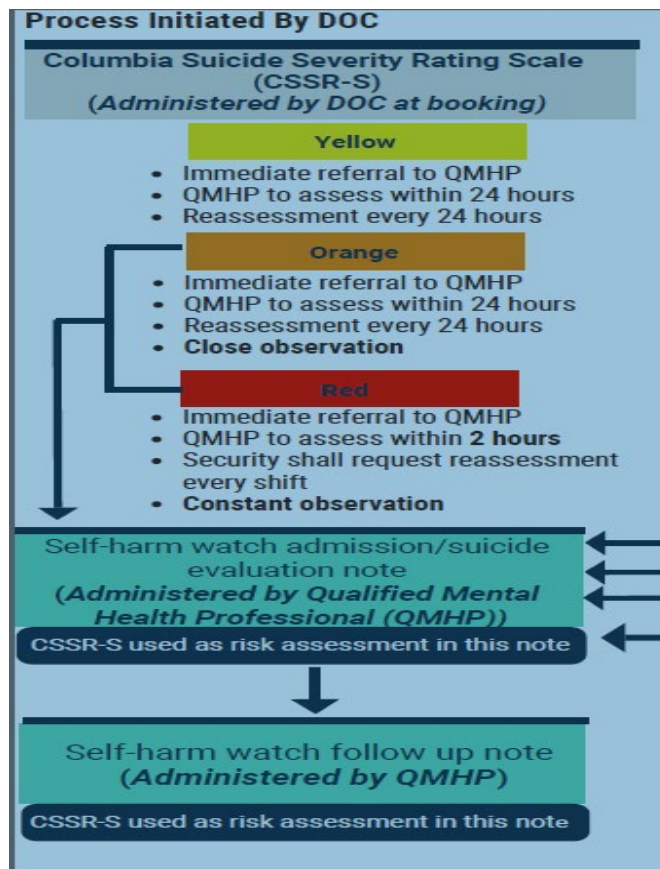 Process Initiated By DOC
Columbia Suicide Severity Rating Scale
(CSSR-S)
(Administered by DOC at booking)
Yellow
• Immediate referral to QMHP
• QMHP to assess within 24 hours
• Reassessment every 24 hours
Orange
• Immediate referral to QMHP
• QMHP to assess within 24 hours
• Reassessment every 24 hours
• Close observation
Red
• Immediate referral to QMHP
• QMHP to assess within 2 hours
• Security shall request reassessment
every shift
• Constant observation
Self-harm watch admission/suicide
evaluation note
(Administered by Qualified Mental
Health Professional (QMHP))
CSSR-S used as risk assessment in this note
Self-harm watch follow up note
(Administered by QMHP)
CSSR-S used as risk assessment in this note